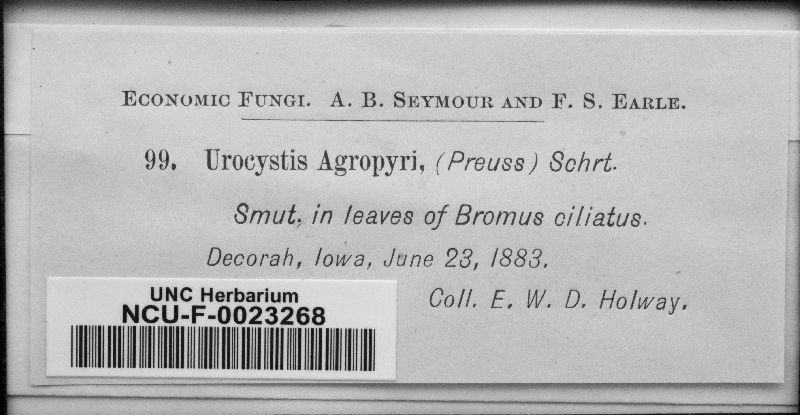 ECONOMIC FUNGI. A. B. SEYMOUR AND F. S. EARLE.
99. Urocystis Agropyri, (Preuss) Schrt.
Smut, in leaves of Bromus ciliatus.
Decorah, Iowa, June 23, 1883.
Coll. E. W. D. Holway.
UNC Herbarium
NCU-F-0023268